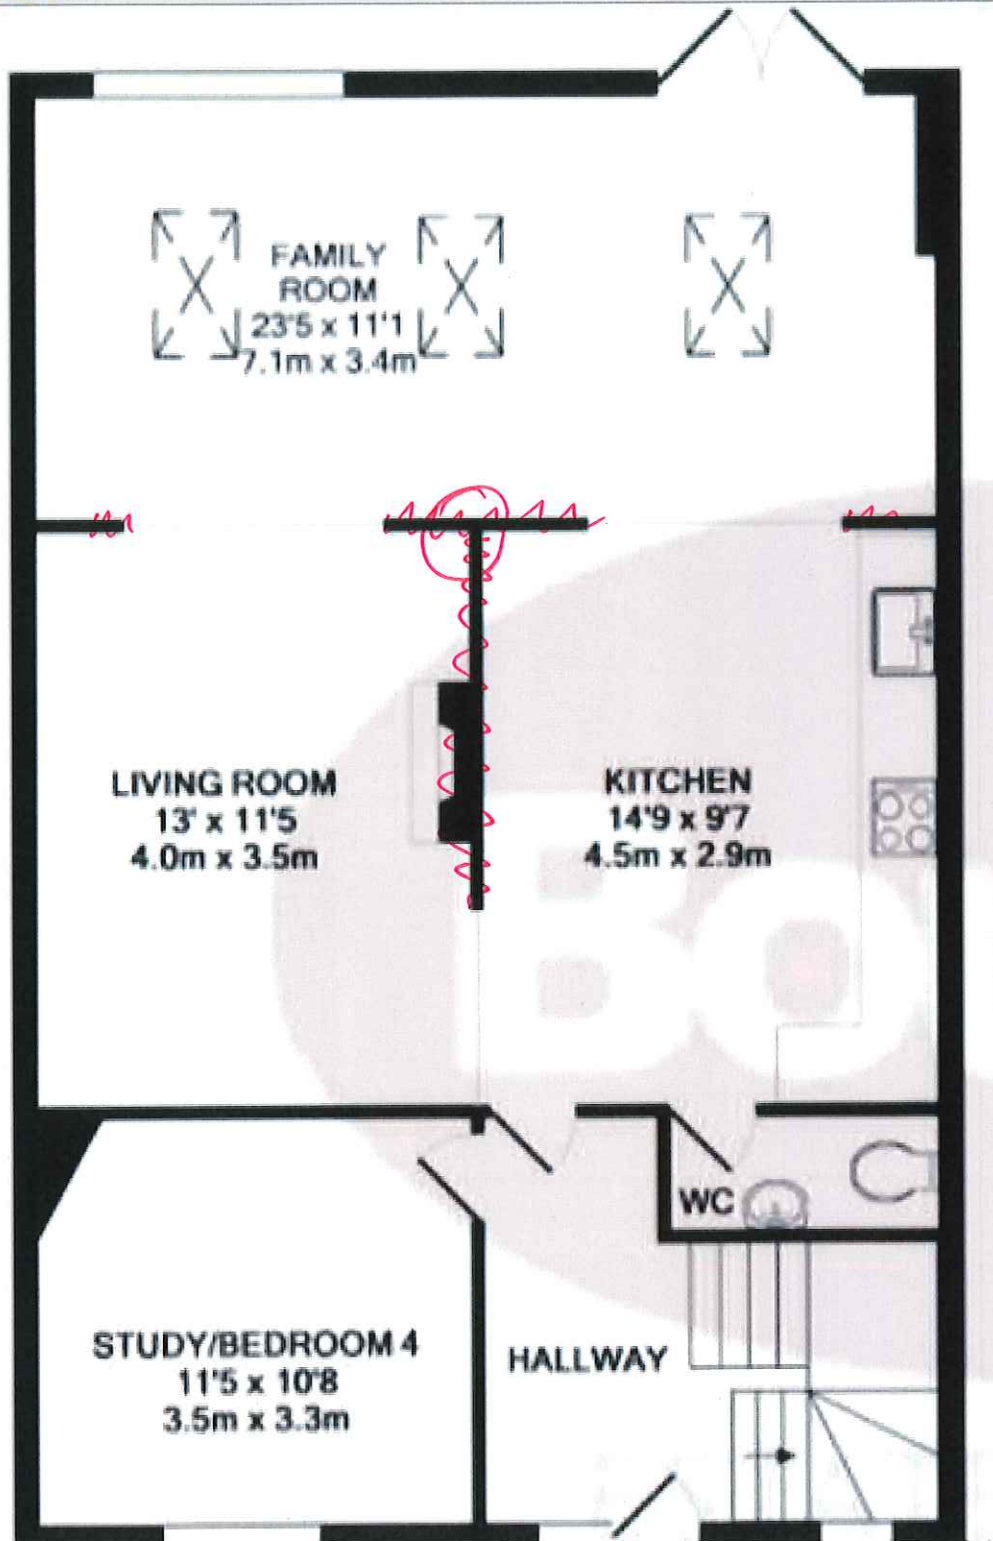 FAMILY
ROOM
23'5 x 11'1
7.1m x 3.4m
LIVING ROOM
13' x 11'5
4.0m x 3.5m
KITCHEN
14'9 x 9'7
4.5m x 2.9m
BO
WC
STUDY/BEDROOM 4
11'5 x 10'8
3.5m x 3.3m
HALLWAY